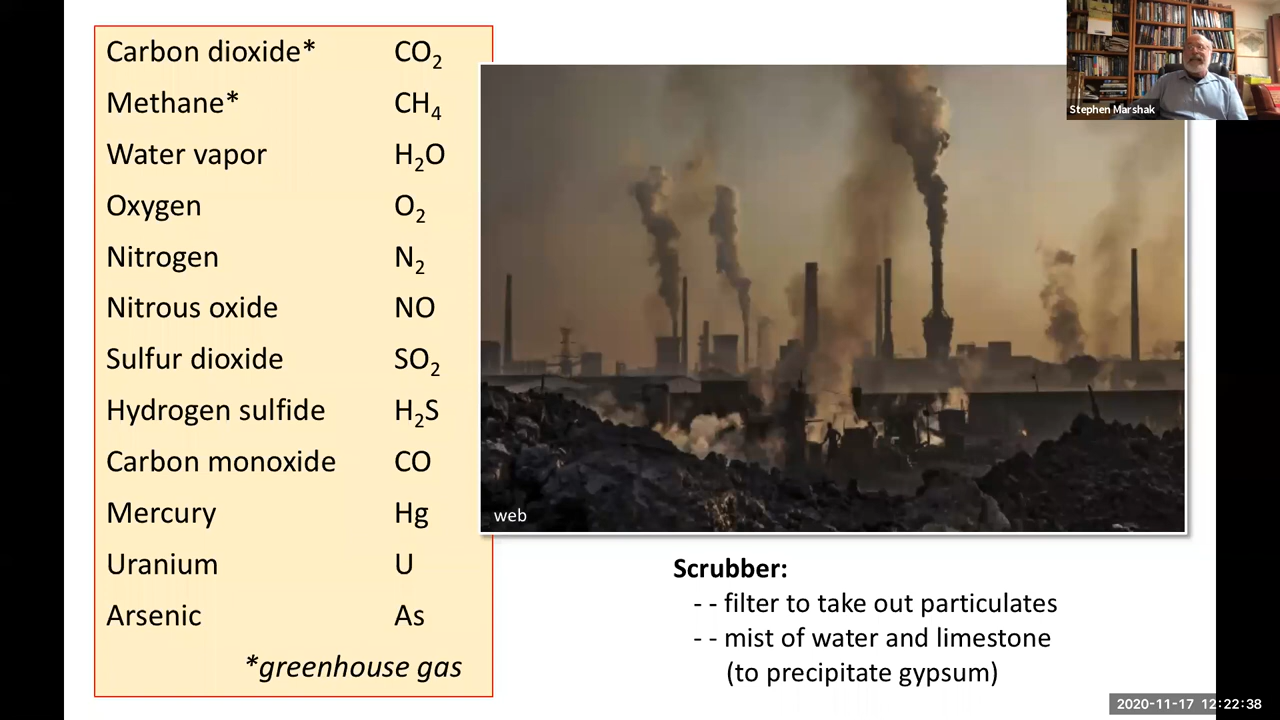 Carbon dioxide* CO₂
Methane* CH₄
Water vapor H₂O
Oxygen O₂
Nitrogen N₂
Nitrous oxide NO
Sulfur dioxide SO₂
Hydrogen sulfide H₂S
Carbon monoxide CO
Mercury Hg
Uranium U
Arsenic As
*greenhouse gas
web
Stephen Marshak
Scrubber:
- - filter to take out particulates
- - mist of water and limestone
(to precipitate gypsum)
2020-11-17 12:22:38